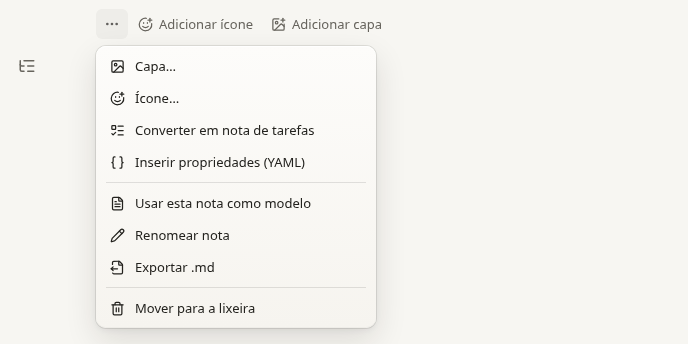 Adicionar ícone
Adicionar capa
Capa...
Ícone...
Converter em nota de tarefas
Inserir propriedades (YAML)
Usar esta nota como modelo
Renomear nota
Exportar .md
Mover para a lixeira